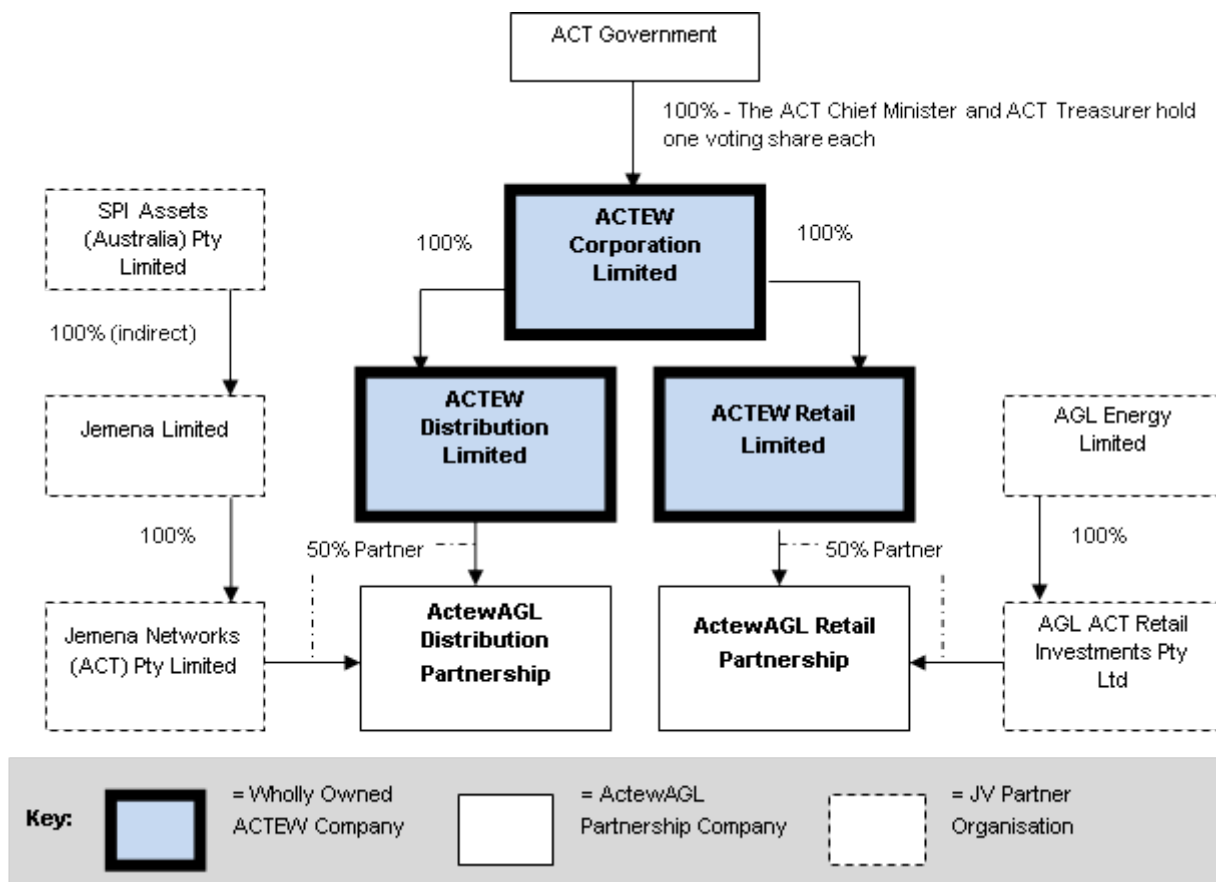 ACT Government
100% - The ACT Chief Minister and ACT Treasurer hold
one voting share each
SPI Assets
(Australia) Pty
Limited
100%
ACTEW
Corporation
Limited
100%
100% (indirect)
Jemena Limited
ACTEW
Distribution
Limited
ACTEW Retail
Limited
AGL Energy
Limited
100%
50% Partner
50% Partner
100%
Jemena Networks
(ACT) Pty Limited
ActewAGL
Distribution
Partnership
ActewAGL Retail
Partnership
AGL ACT Retail
Investments Pty
Ltd
Key:
= Wholly Owned
ACTEW Company
= ActewAGL
Partnership Company
= JV Partner
Organisation